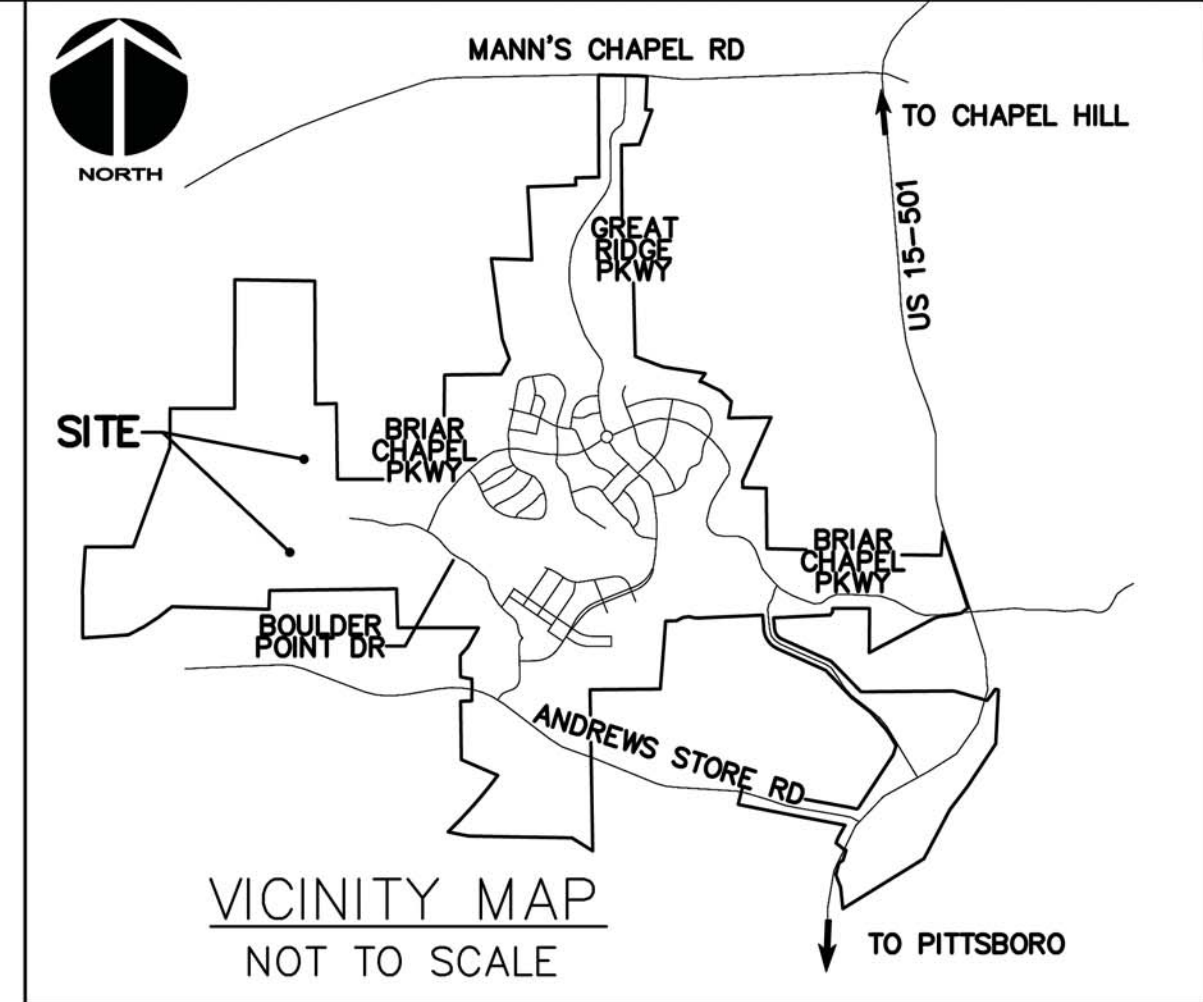 MANN'S CHAPEL RD
NORTH
TO CHAPEL HILL
US 15-501
GREAT
RIDGE
PKWY
SITE
BRIAR
CHAPEL
PKWY
BRIAR
CHAPEL
PKWY
BOULDER
POINT DR
ANDREWS STORE RD
VICINITY MAP
NOT TO SCALE
TO PITTSBORO